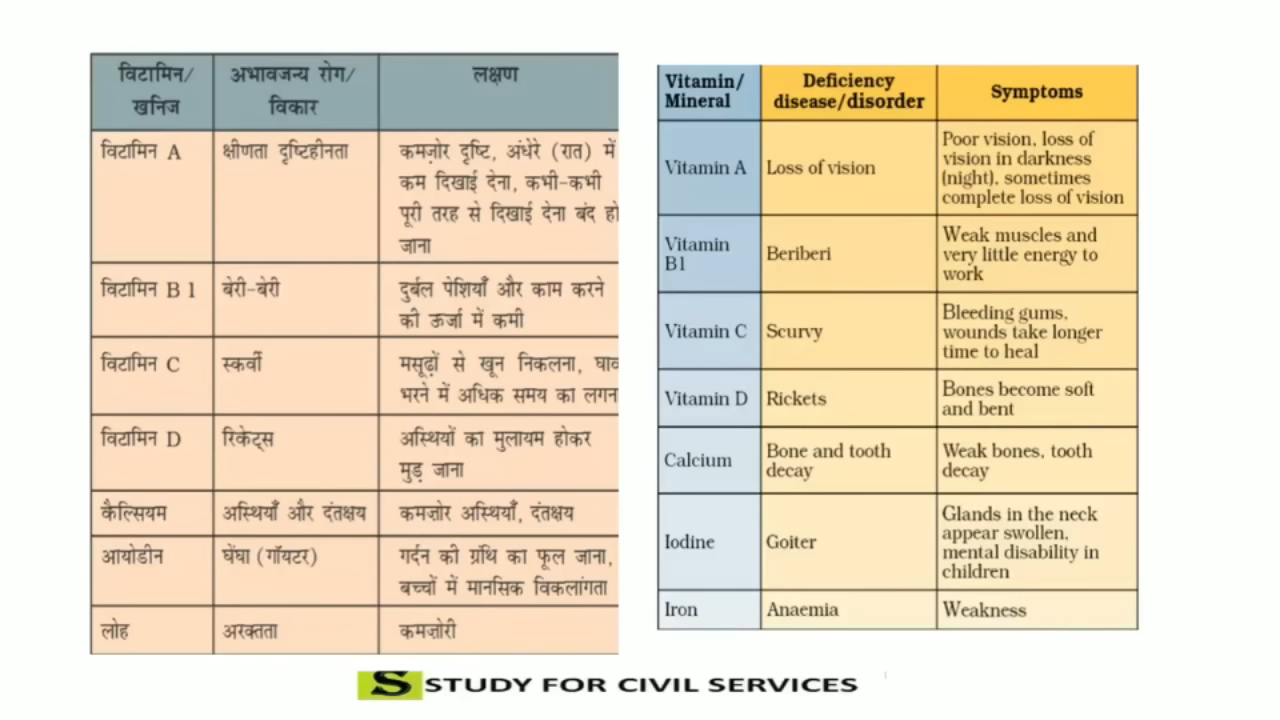 विटामिन/
खनिज
अभावजन्य रोग/
विकार
लक्षण
विटामिन A
क्षीणता दृष्टिहीनता
कमज़ोर दृष्टि, अंधेरे (रात) में
कम दिखाई देना, कभी-कभी
पूरी तरह से दिखाई देना बंद हो
जाना
विटामिन B 1
बेरी-बेरी
दुर्बल पेशियाँ और काम करने
की ऊर्जा में कमी
विटामिन C
स्कर्वी
मसूढ़ों से खून निकलना, घाव
भरने में अधिक समय का लगन
विटामिन D
रिकेट्स
अस्थियों का मुलायम होकर
मुड़ जाना
कैल्सियम
अस्थियाँ और दंतक्षय
कमज़ोर अस्थियाँ, दंतक्षय
आयोडीन
घेंघा (गॉयटर)
गर्दन की ग्रंथि का फूल जाना,
बच्चों में मानसिक विकलांगता
लोह
अरक्तता
कमज़ोरी
Vitamin/
Mineral
Deficiency
disease/disorder
Symptoms
Vitamin A
Loss of vision
Poor vision, loss of
vision in darkness
(night), sometimes
complete loss of vision
Vitamin
B1
Beriberi
Weak muscles and
very little energy to
work
Vitamin C
Scurvy
Bleeding gums,
wounds take longer
time to heal
Vitamin D
Rickets
Bones become soft
and bent
Calcium
Bone and tooth
decay
Weak bones, tooth
decay
Iodine
Goiter
Glands in the neck
appear swollen,
mental disability in
children
Iron
Anaemia
Weakness
S STUDY FOR CIVIL SERVICES